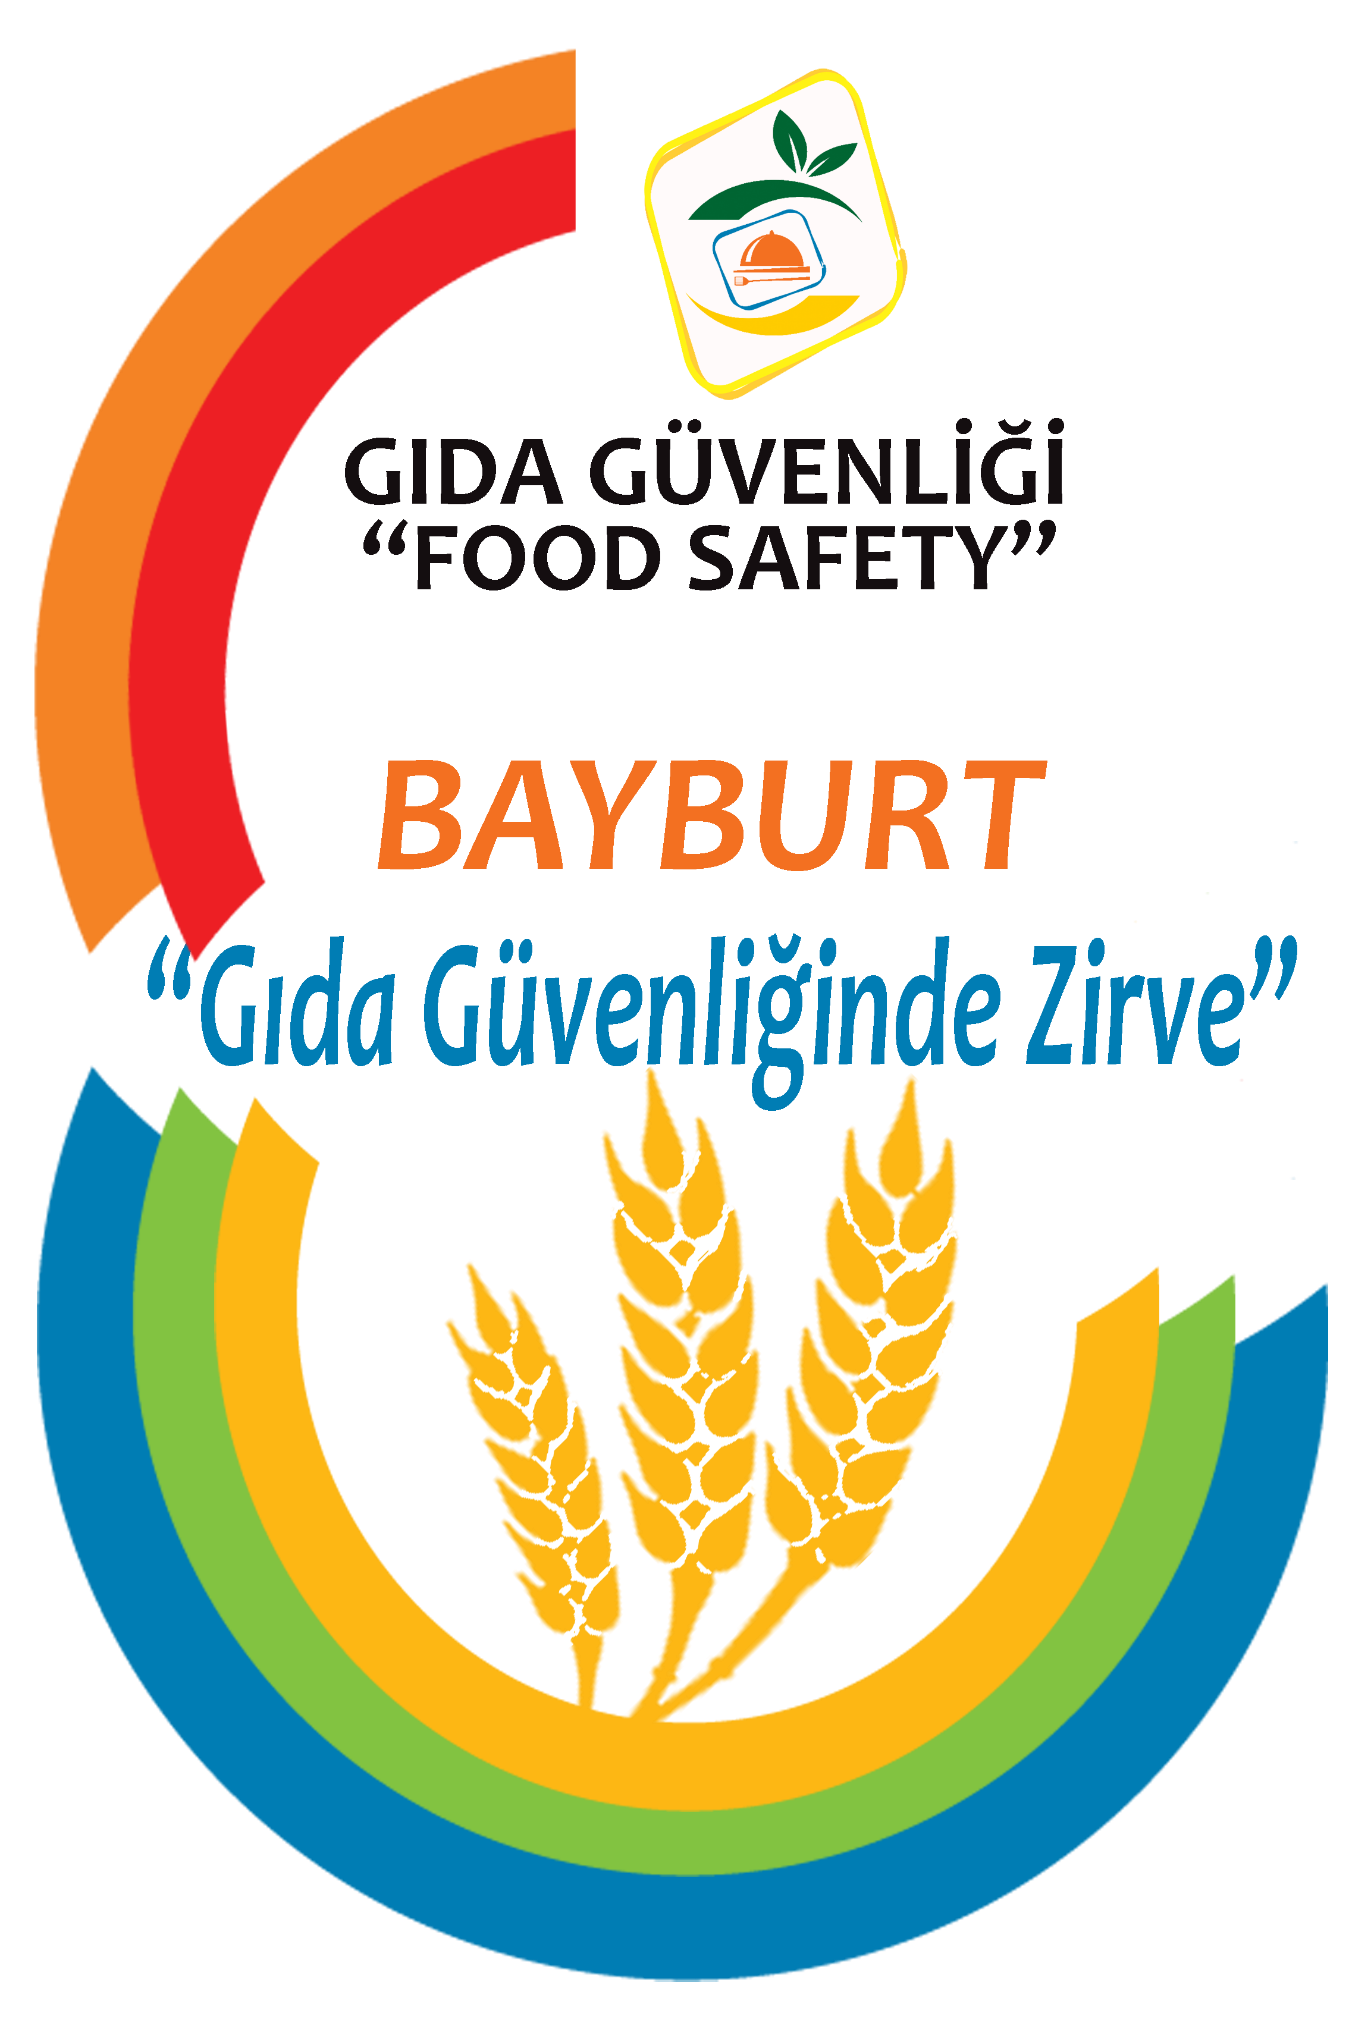 GIDA GÜVENLİĞİ
“FOOD SAFETY”
BAYBURT
“Gıda Güvenliğinde Zirve”